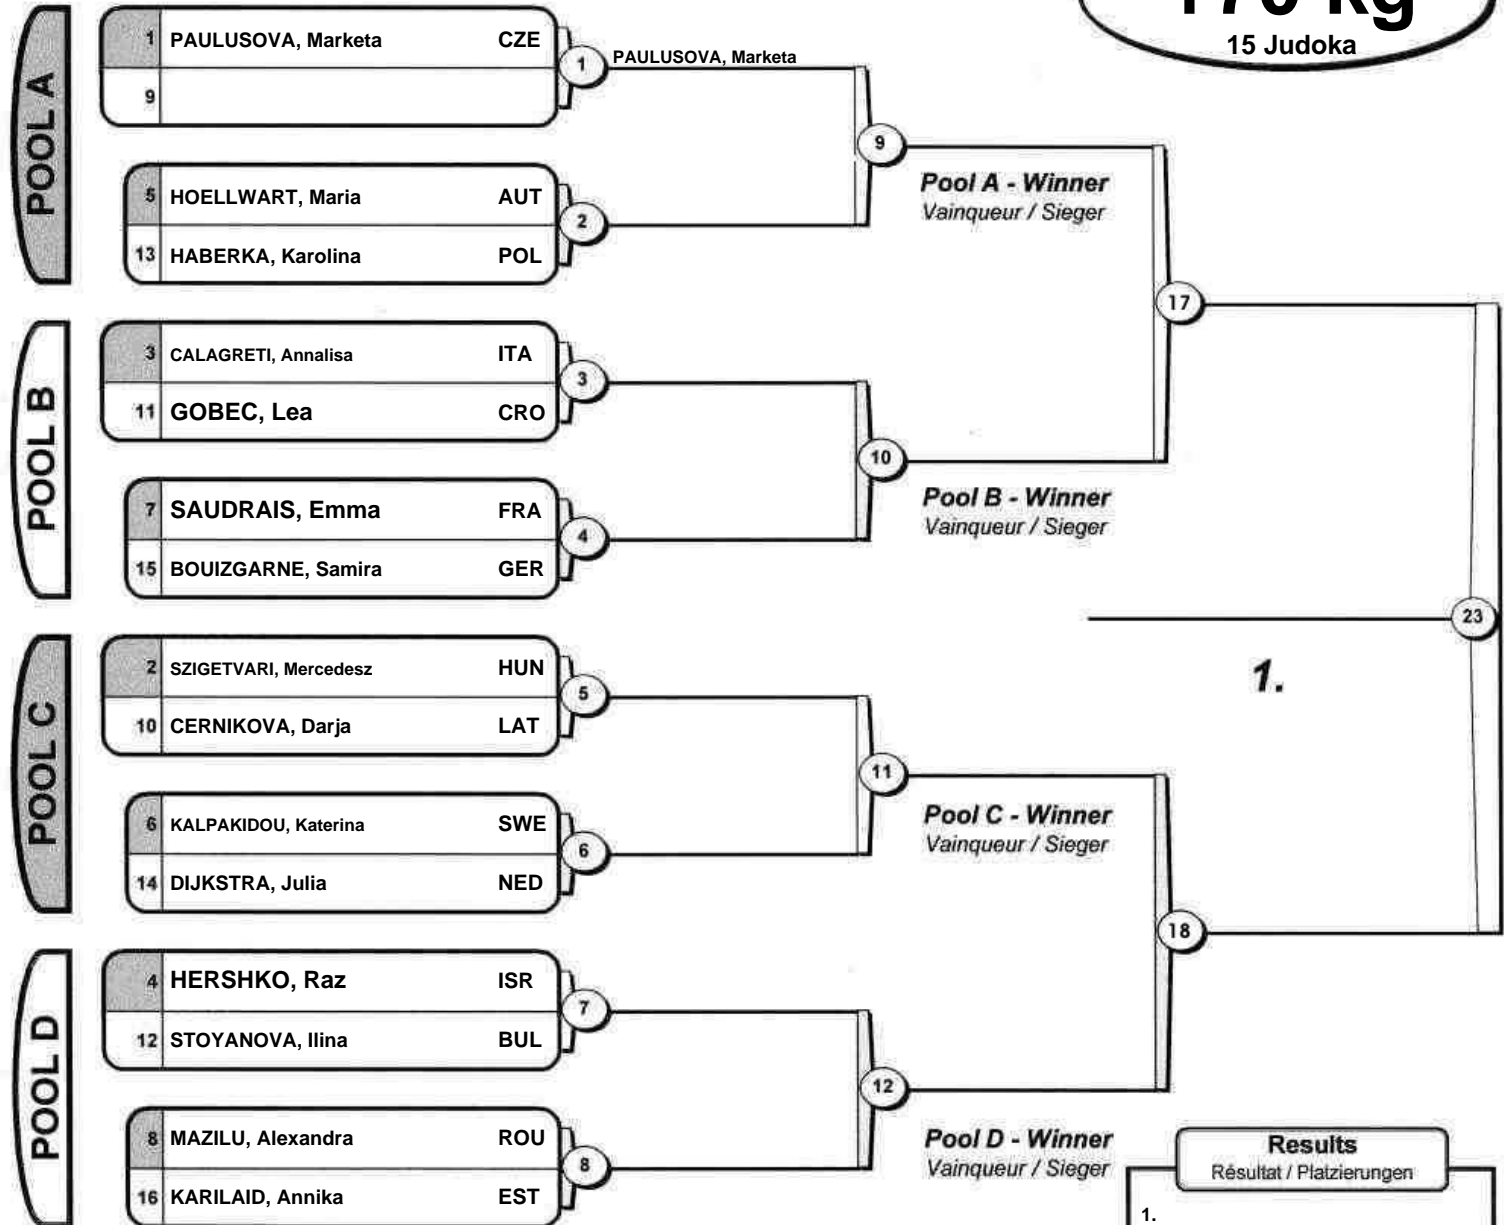 +70 kg
15 Judoka
POOL A
1 PAULUSOVA, Marketa CZE
9
1 PAULUSOVA, Marketa
5 HOELLWART, Maria AUT
13 HABERKA, Karolina POL
2
9
Pool A - Winner
Vainqueur / Sieger
POOL B
3 CALAGRETI, Annalisa ITA
11 GOBEC, Lea CRO
3
7 SAUDRAIS, Emma FRA
15 BOUIZGARNE, Samira GER
4
10
Pool B - Winner
Vainqueur / Sieger
17
POOL C
2 SZIGETVARI, Mercedesz HUN
10 CERNIKOVA, Darja LAT
5
6 KALPAKIDOU, Katerina SWE
14 DIJKSTRA, Julia NED
6
11
Pool C - Winner
Vainqueur / Sieger
23
1.
POOL D
4 HERSHKO, Raz ISR
12 STOYANOVA, Ilina BUL
7
8 MAZILU, Alexandra ROU
16 KARILAID, Annika EST
8
12
Pool D - Winner
Vainqueur / Sieger
18
Results
Résultat / Platzierungen
1.